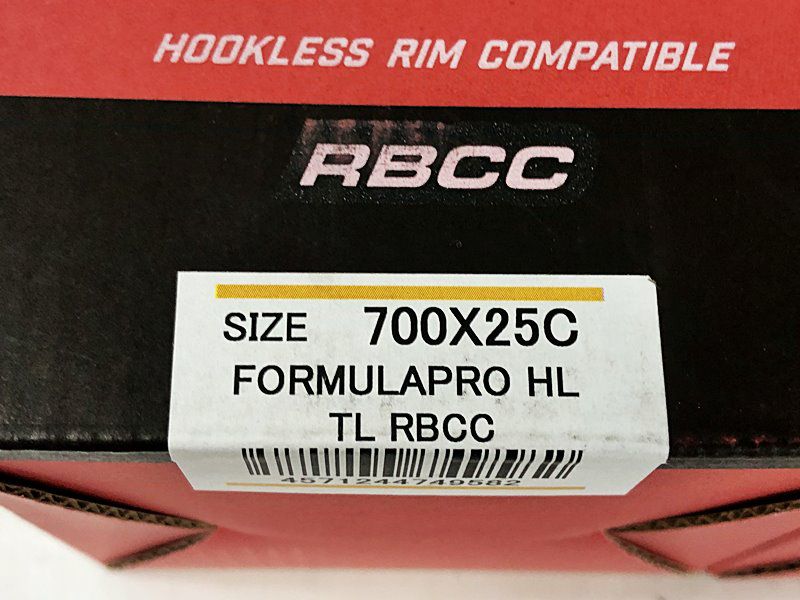 HOOKLESS RIM COMPATIBLE
RBCC
SIZE 700X25C
FORMULAPRO HL
TL RBCC
4571244749582